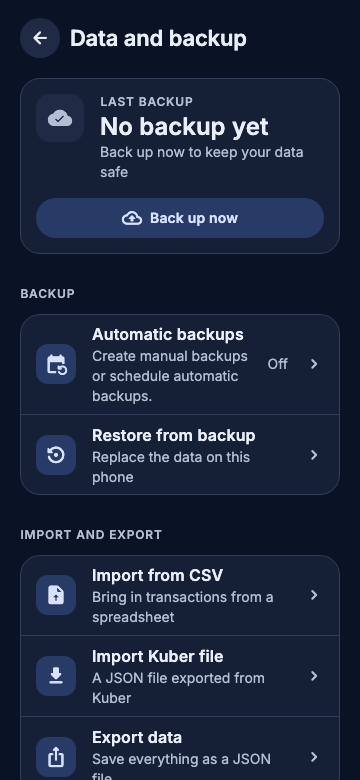 Data and backup
LAST BACKUP
No backup yet
Back up now to keep your data
safe
Back up now
BACKUP
Automatic backups
Create manual backups
or schedule automatic
backups.
Off
Restore from backup
Replace the data on this
phone
IMPORT AND EXPORT
Import from CSV
Bring in transactions from a
spreadsheet
Import Kuber file
A JSON file exported from
Kuber
Export data
Save everything as a JSON
file